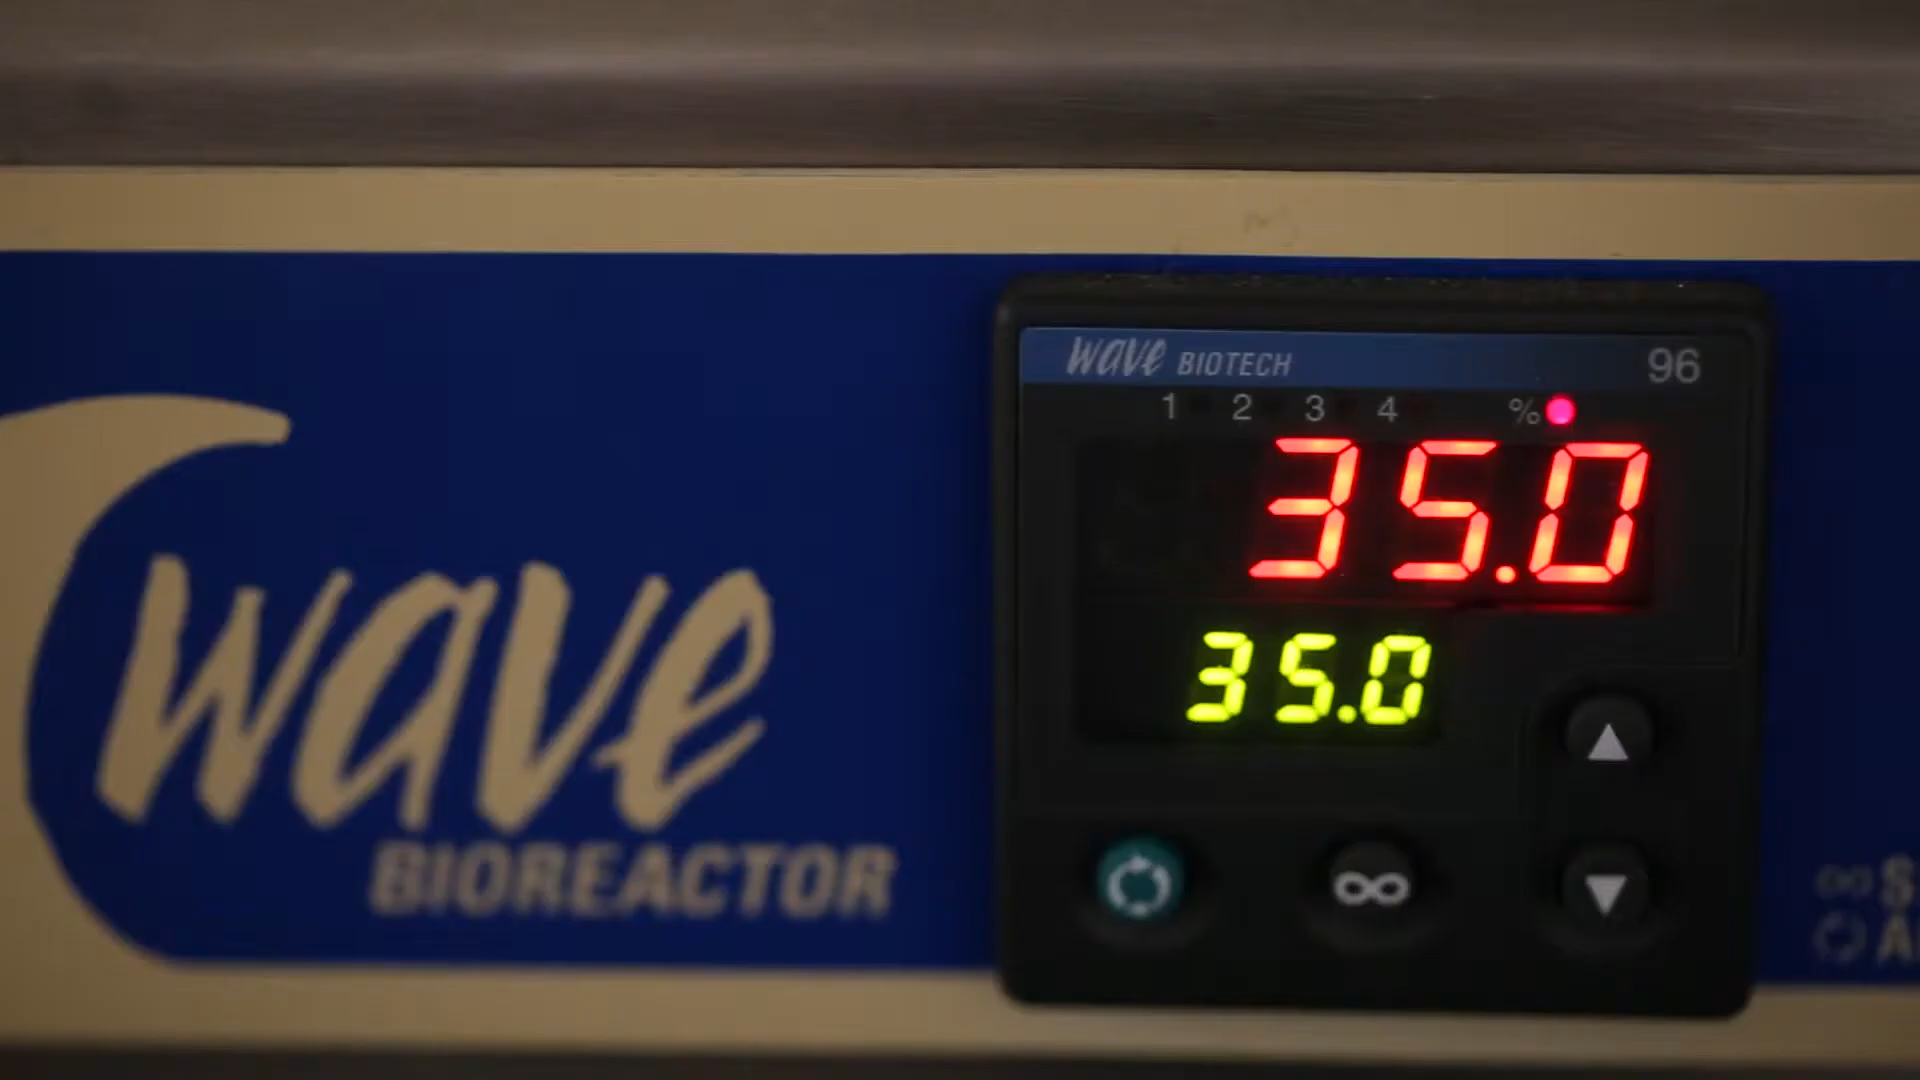 wave
BIOREACTOR
wave BIOTECH
96
1 2 3 4 %
35.0
35.0